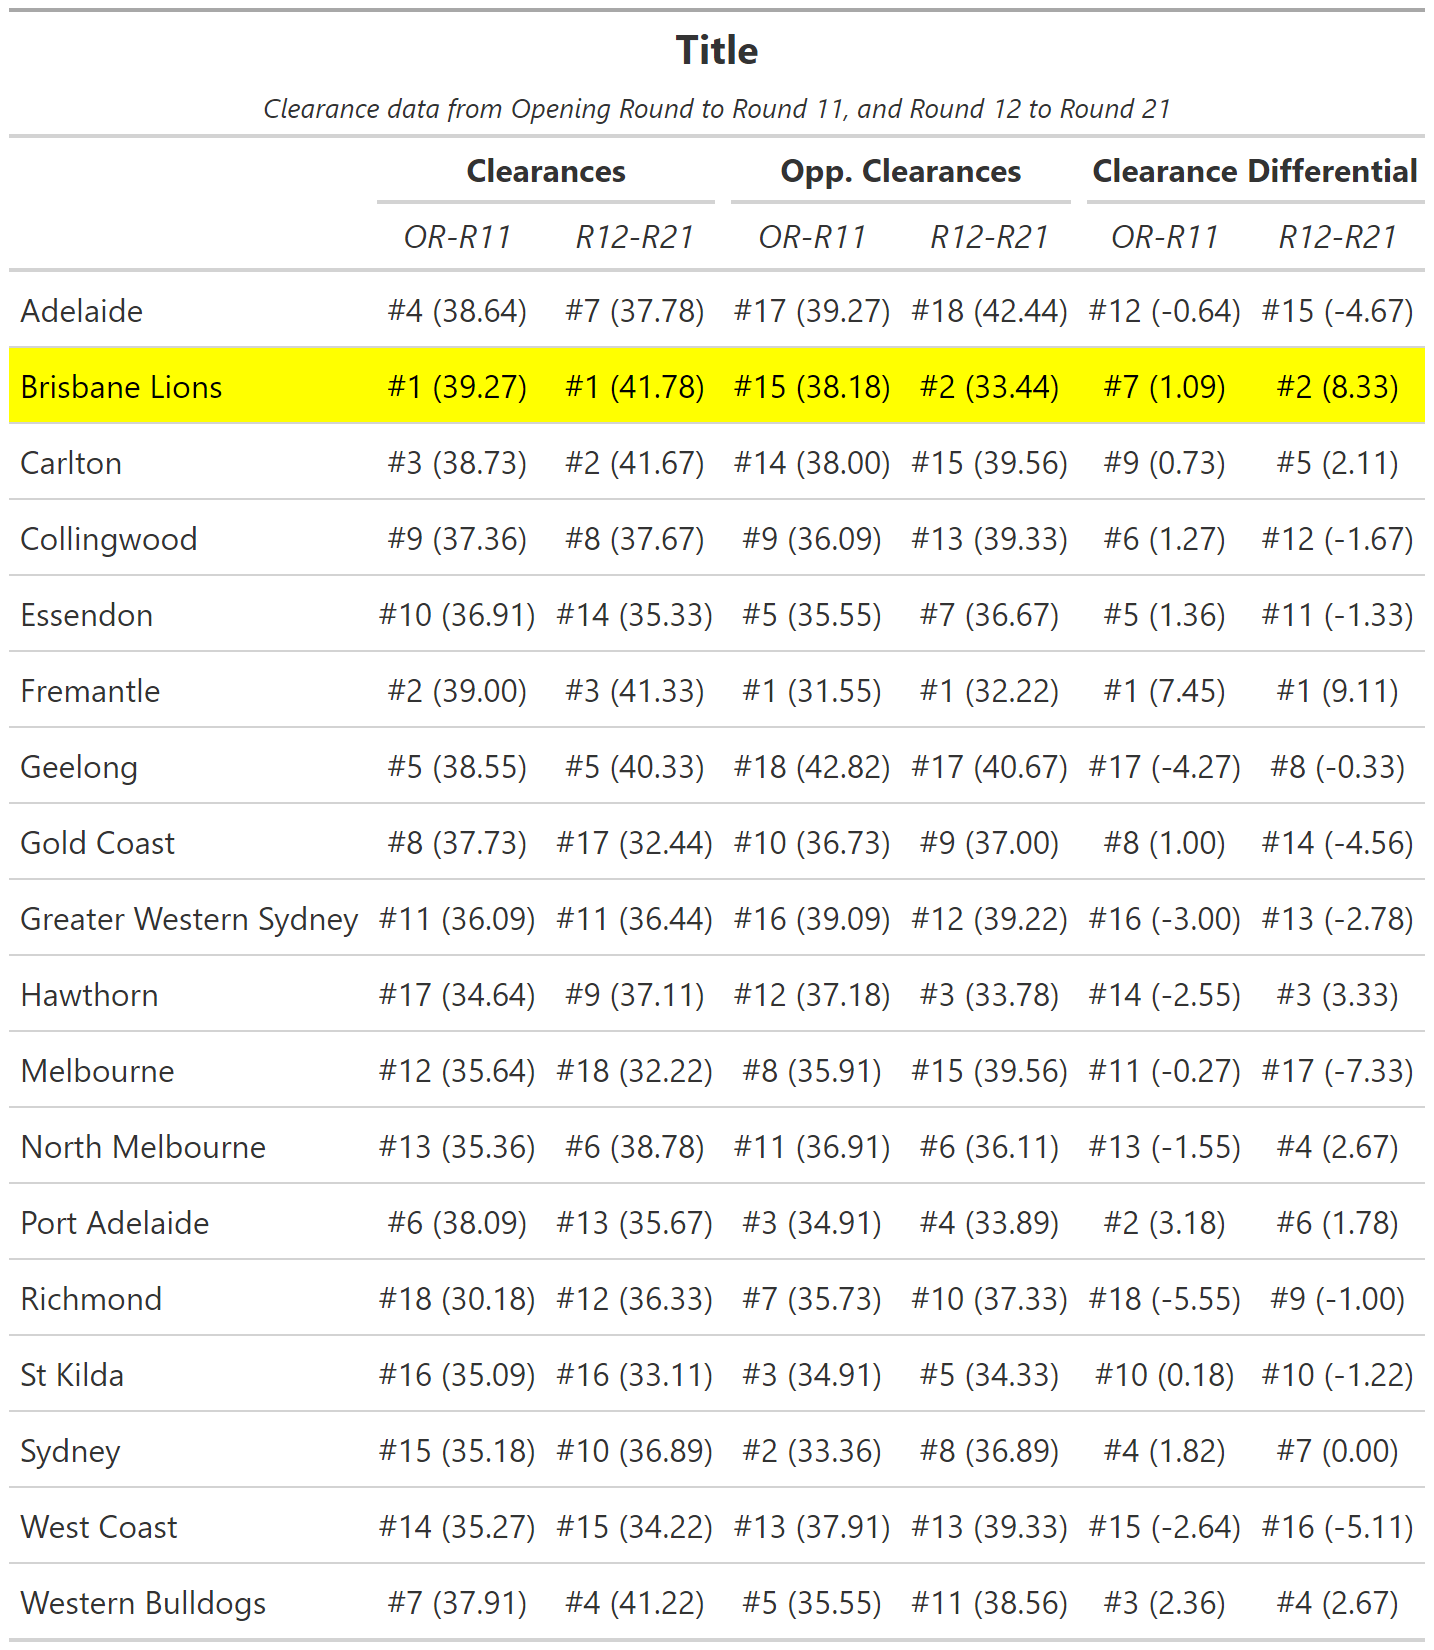 Title
Clearance data from Opening Round to Round 11, and Round 12 to Round 21
Clearances Opp. Clearances Clearance Differential
OR-R11 R12-R21 OR-R11 R12-R21 OR-R11 R12-R21
Adelaide #4 (38.64) #7 (37.78) #17 (39.27) #18 (42.44) #12 (-0.64) #15 (-4.67)
Brisbane Lions #1 (39.27) #1 (41.78) #15 (38.18) #2 (33.44) #7 (1.09) #2 (8.33)
Carlton #3 (38.73) #2 (41.67) #14 (38.00) #15 (39.56) #9 (0.73) #5 (2.11)
Collingwood #9 (37.36) #8 (37.67) #9 (36.09) #13 (39.33) #6 (1.27) #12 (-1.67)
Essendon #10 (36.91) #14 (35.33) #5 (35.55) #7 (36.67) #5 (1.36) #11 (-1.33)
Fremantle #2 (39.00) #3 (41.33) #1 (31.55) #1 (32.22) #1 (7.45) #1 (9.11)
Geelong #5 (38.55) #5 (40.33) #18 (42.82) #17 (40.67) #17 (-4.27) #8 (-0.33)
Gold Coast #8 (37.73) #17 (32.44) #10 (36.73) #9 (37.00) #8 (1.00) #14 (-4.56)
Greater Western Sydney #11 (36.09) #11 (36.44) #16 (39.09) #12 (39.22) #16 (-3.00) #13 (-2.78)
Hawthorn #17 (34.64) #9 (37.11) #12 (37.18) #3 (33.78) #14 (-2.55) #3 (3.33)
Melbourne #12 (35.64) #18 (32.22) #8 (35.91) #15 (39.56) #11 (-0.27) #17 (-7.33)
North Melbourne #13 (35.36) #6 (38.78) #11 (36.91) #6 (36.11) #13 (-1.55) #4 (2.67)
Port Adelaide #6 (38.09) #13 (35.67) #3 (34.91) #4 (33.89) #2 (3.18) #6 (1.78)
Richmond #18 (30.18) #12 (36.33) #7 (35.73) #10 (37.33) #18 (-5.55) #9 (-1.00)
St Kilda #16 (35.09) #16 (33.11) #3 (34.91) #5 (34.33) #10 (0.18) #10 (-1.22)
Sydney #15 (35.18) #10 (36.89) #2 (33.36) #8 (36.89) #4 (1.82) #7 (0.00)
West Coast #14 (35.27) #15 (34.22) #13 (37.91) #13 (39.33) #15 (-2.64) #16 (-5.11)
Western Bulldogs #7 (37.91) #4 (41.22) #5 (35.55) #11 (38.56) #3 (2.36) #4 (2.67)